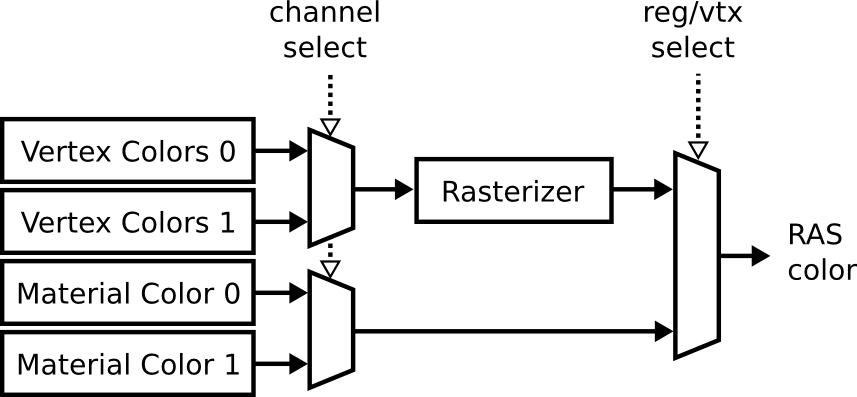 channel
select
reg/vtx
select
Vertex Colors 0
Vertex Colors 1
Rasterizer
RAS
color
Material Color 0
Material Color 1